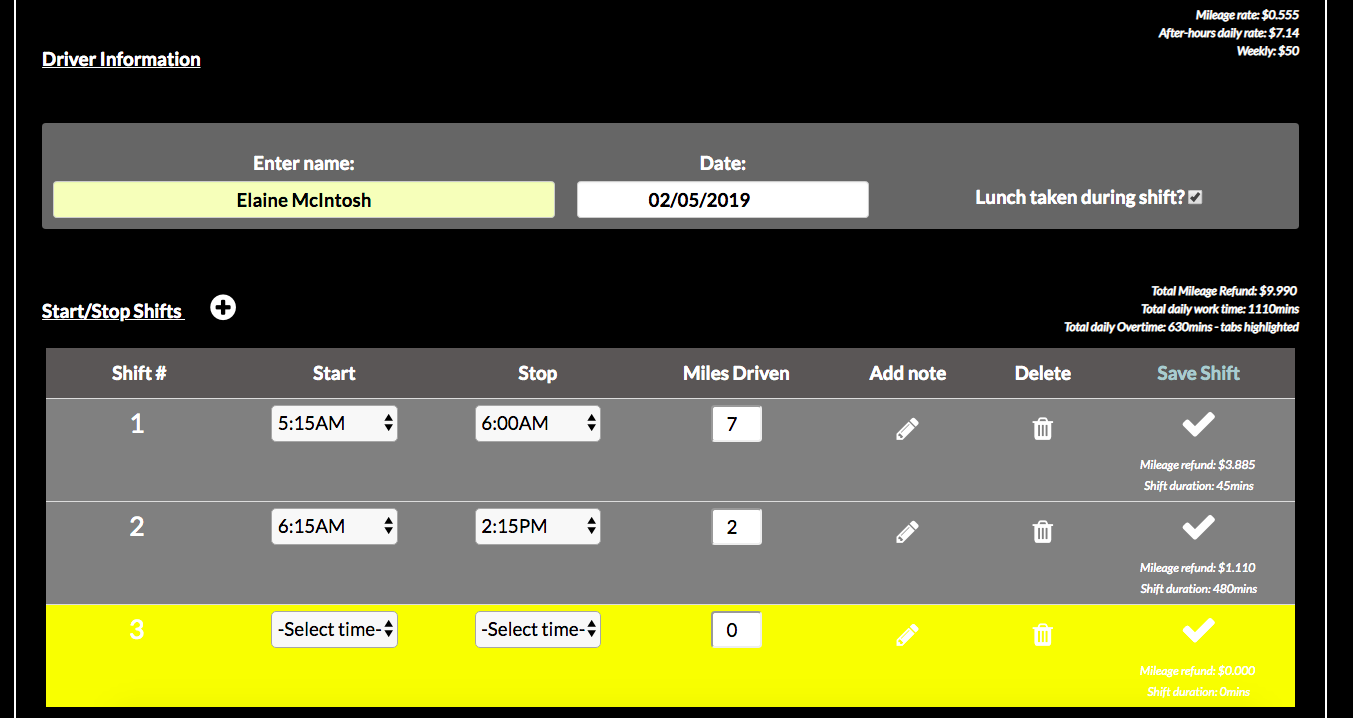 Mileage rate: $0.555
After-hours daily rate: $7.14
Weekly: $50
Driver Information
Enter name: Date:
Elaine McIntosh 02/05/2019 Lunch taken during shift?
Start/Stop Shifts
Total Mileage Refund: $9.990
Total daily work time: 1110mins
Total daily Overtime: 630mins - tabs highlighted
Shift # Start Stop Miles Driven Add note Delete Save Shift
1 5:15AM 6:00AM 7
Mileage refund: $3.885
Shift duration: 45mins
2 6:15AM 2:15PM 2
Mileage refund: $1.110
Shift duration: 480mins
3 -Select time- -Select time- 0
Mileage refund: $0.000
Shift duration: 0mins